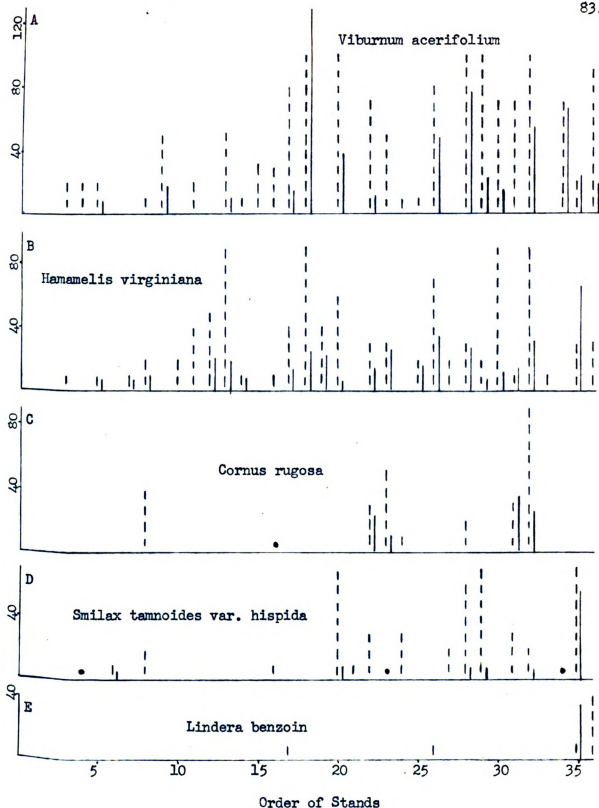 83.
A
Viburnum acerifolium
120
80
40
B
Hamamelis virginiana
80
40
C
Cornus rugosa
80
40
D
Smilax tamnoides var. hispida
40
E
Lindera benzoin
40
5 10 15 20 25 30 35
Order of Stands